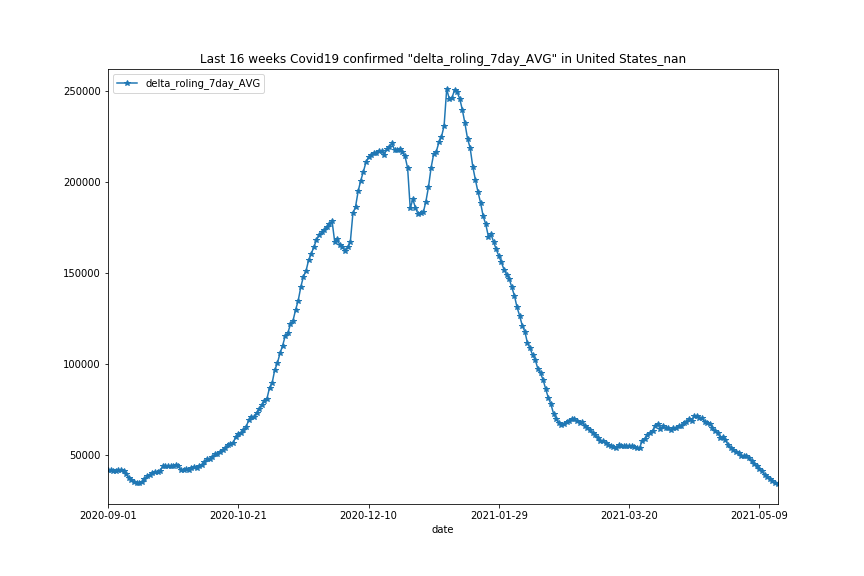 Last 16 weeks Covid19 confirmed "delta_roling_7day_AVG" in United States_nan
delta_roling_7day_AVG
250000
200000
150000
100000
50000
2020-09-01 2020-10-21 2020-12-10 2021-01-29 2021-03-20 2021-05-09
date